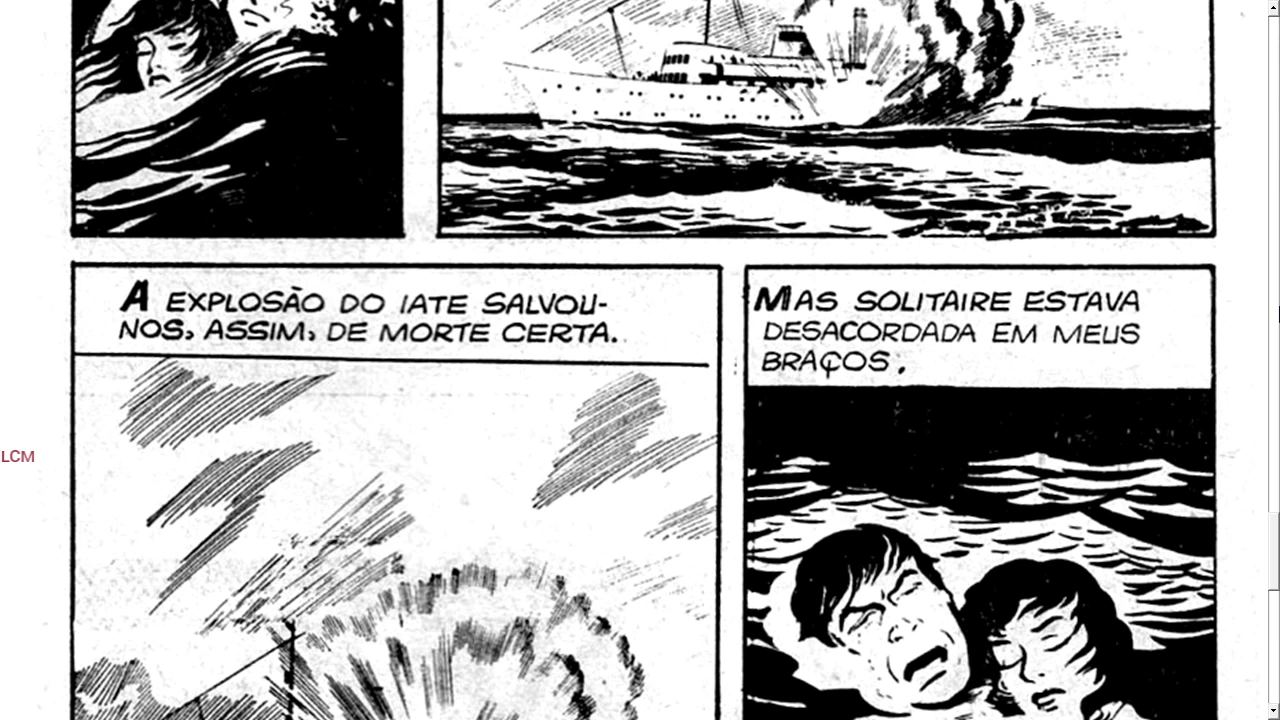 A EXPLOSÃO DO IATE SALVOU-
NOS, ASSIM, DE MORTE CERTA.
MAS SOLITAIRE ESTAVA
DESACORDADA EM MEUS
BRAÇOS.
LCM